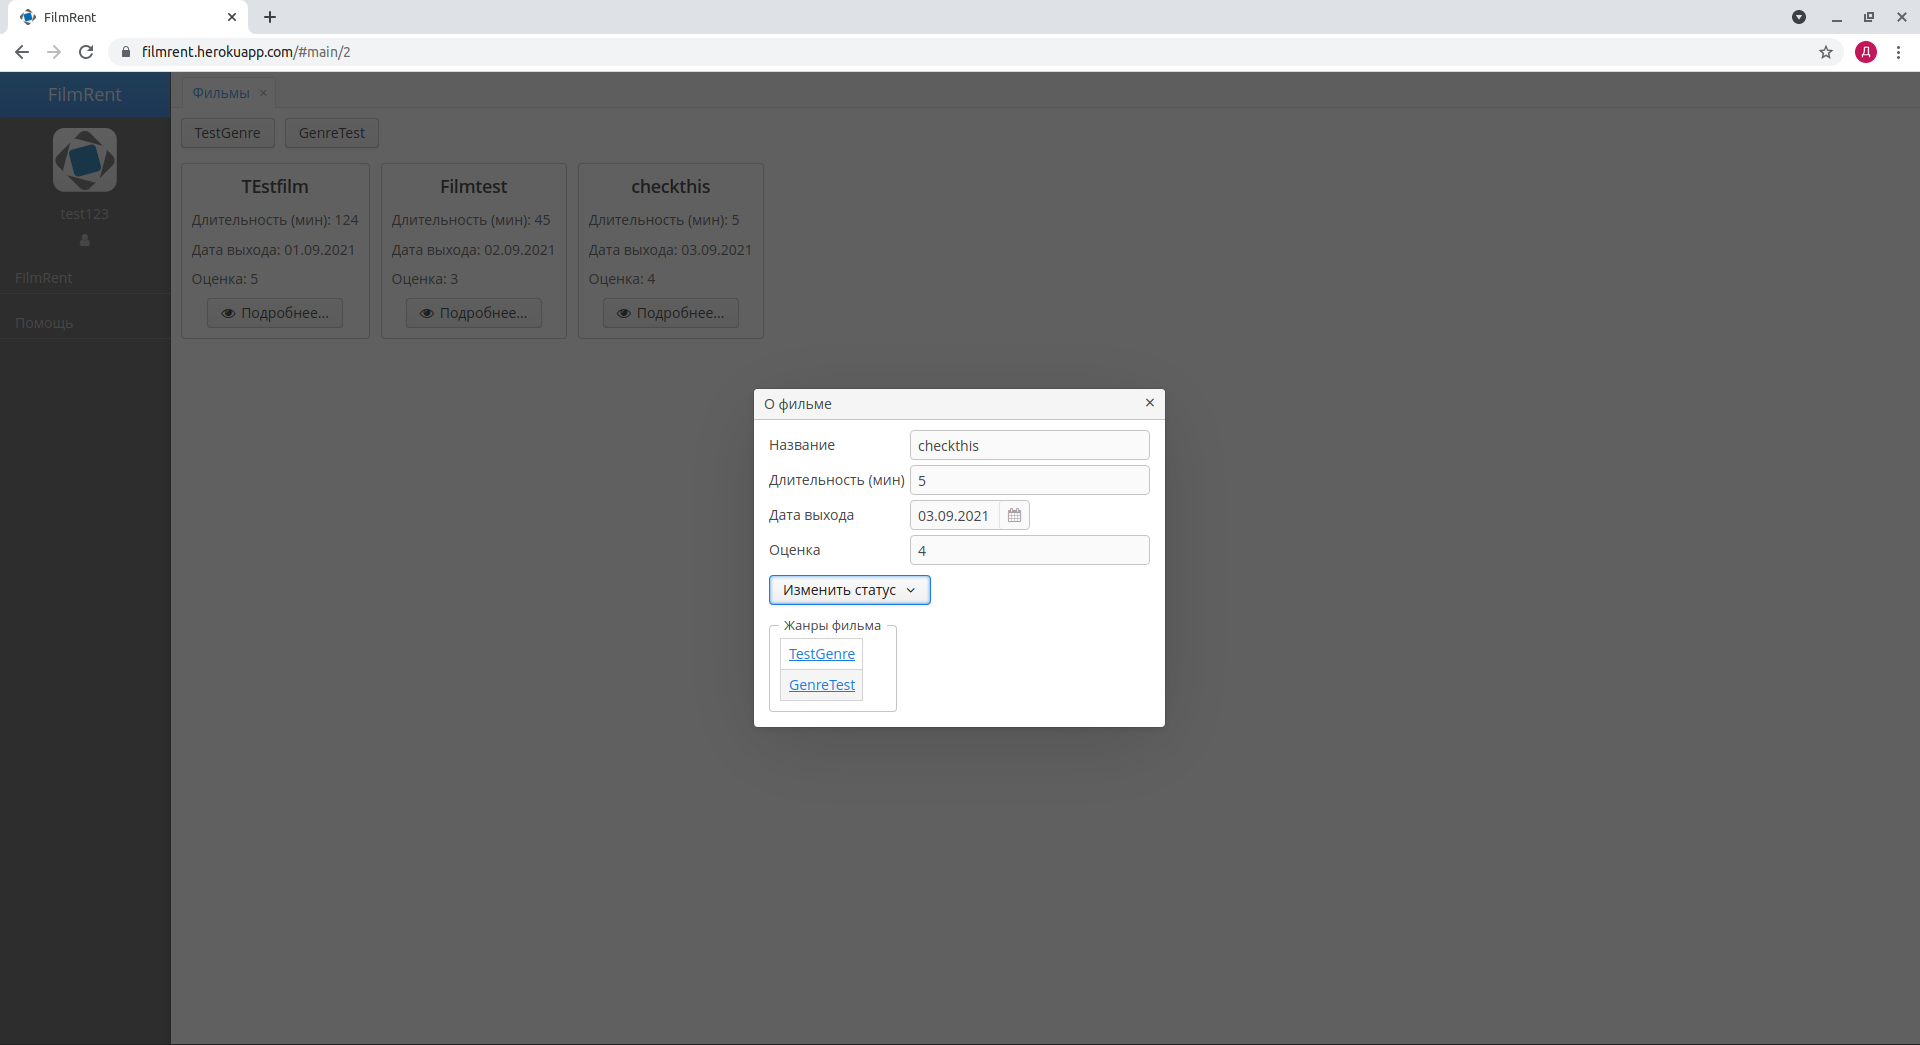 FilmRent
filmrent.herokuapp.com/#main/2
Д
FilmRent
test123
FilmRent
Помощь
Фильмы
TestGenre GenreTest
TEstfilm
Длительность (мин): 124
Дата выхода: 01.09.2021
Оценка: 5
Подробнее...
Filmtest
Длительность (мин): 45
Дата выхода: 02.09.2021
Оценка: 3
Подробнее...
checkthis
Длительность (мин): 5
Дата выхода: 03.09.2021
Оценка: 4
Подробнее...
О фильме
Название checkthis
Длительность (мин) 5
Дата выхода 03.09.2021
Оценка 4
Изменить статус
Жанры фильма
TestGenre
GenreTest